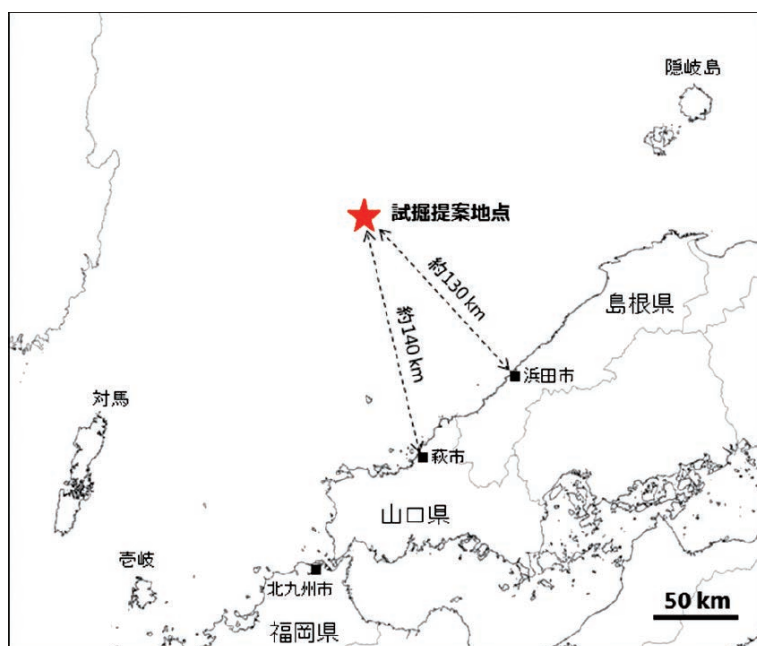 隠岐島
試掘提案地点
約130 km
約140 km
島根県
浜田市
対馬
萩市
山口県
壱岐
北九州市
福岡県
50 km